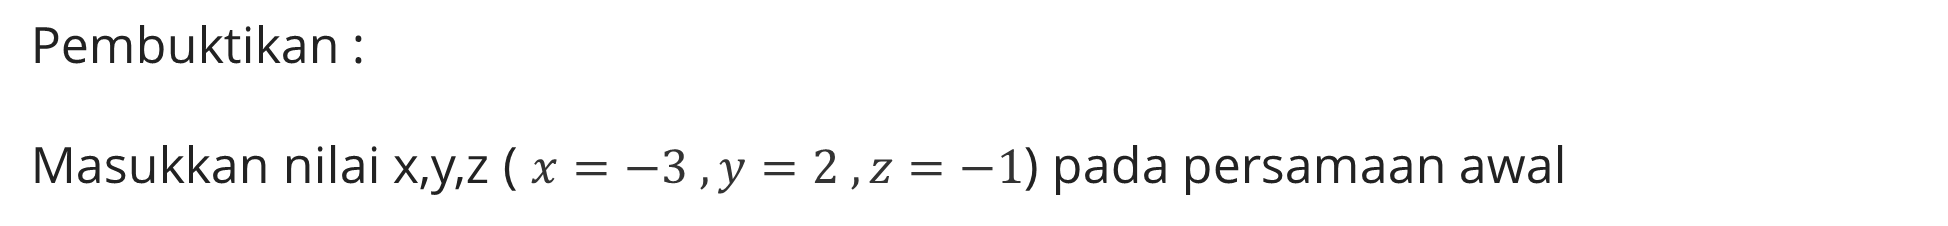 Pembuktikan :
Masukkan nilai x,y,z ( x = −3 , y = 2 , z = −1) pada persamaan awal